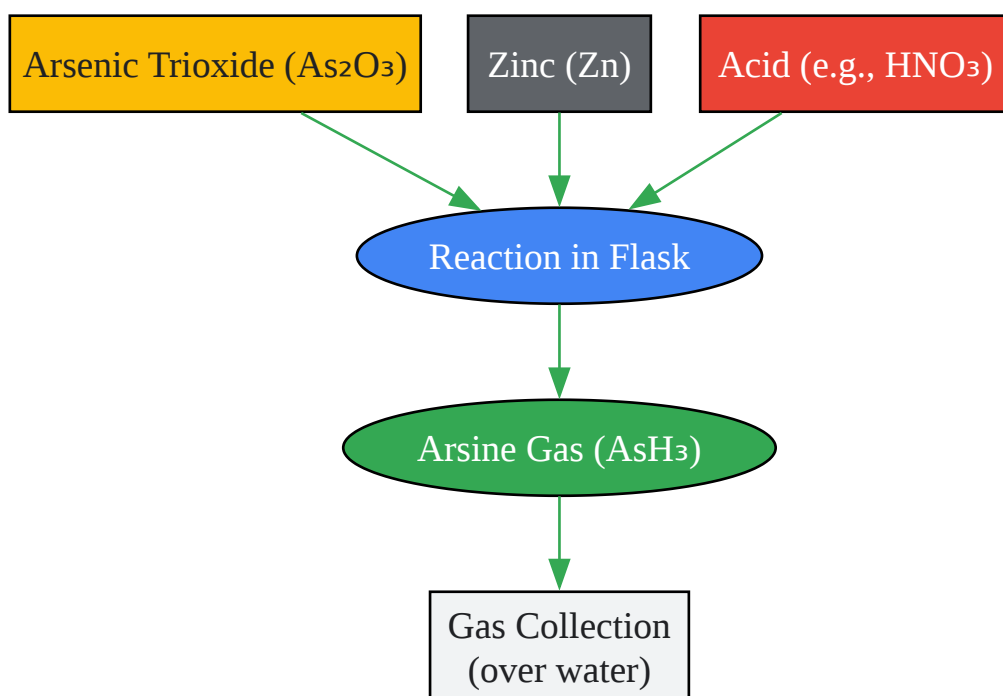 Arsenic Trioxide (As₂O₃)
Zinc (Zn)
Acid (e.g., HNO₃)
Reaction in Flask
Arsine Gas (AsH₃)
Gas Collection
(over water)